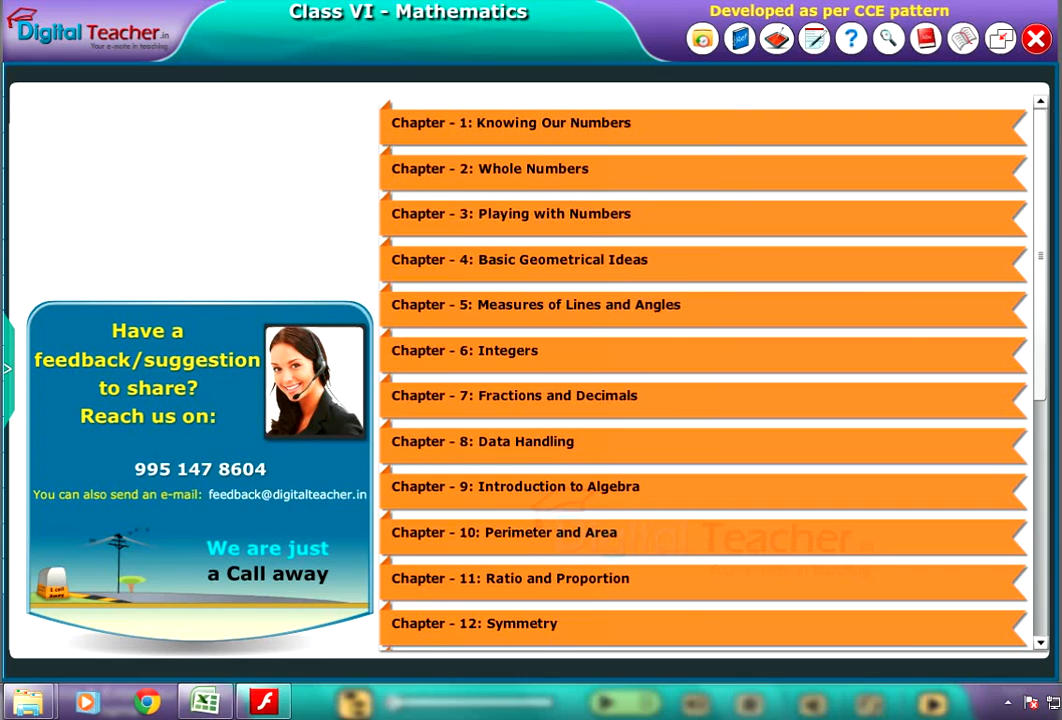 Digital Teacher.in
Your e-mate in teaching
Class VI - Mathematics
Developed as per CCE pattern
Chapter - 1: Knowing Our Numbers
Chapter - 2: Whole Numbers
Chapter - 3: Playing with Numbers
Chapter - 4: Basic Geometrical Ideas
Chapter - 5: Measures of Lines and Angles
Chapter - 6: Integers
Chapter - 7: Fractions and Decimals
Chapter - 8: Data Handling
Chapter - 9: Introduction to Algebra
Chapter - 10: Perimeter and Area
Chapter - 11: Ratio and Proportion
Chapter - 12: Symmetry
Digital Teacher.in
Have a
feedback/suggestion
to share?
Reach us on:
995 147 8604
You can also send an e-mail: feedback@digitalteacher.in
We are just
a Call away